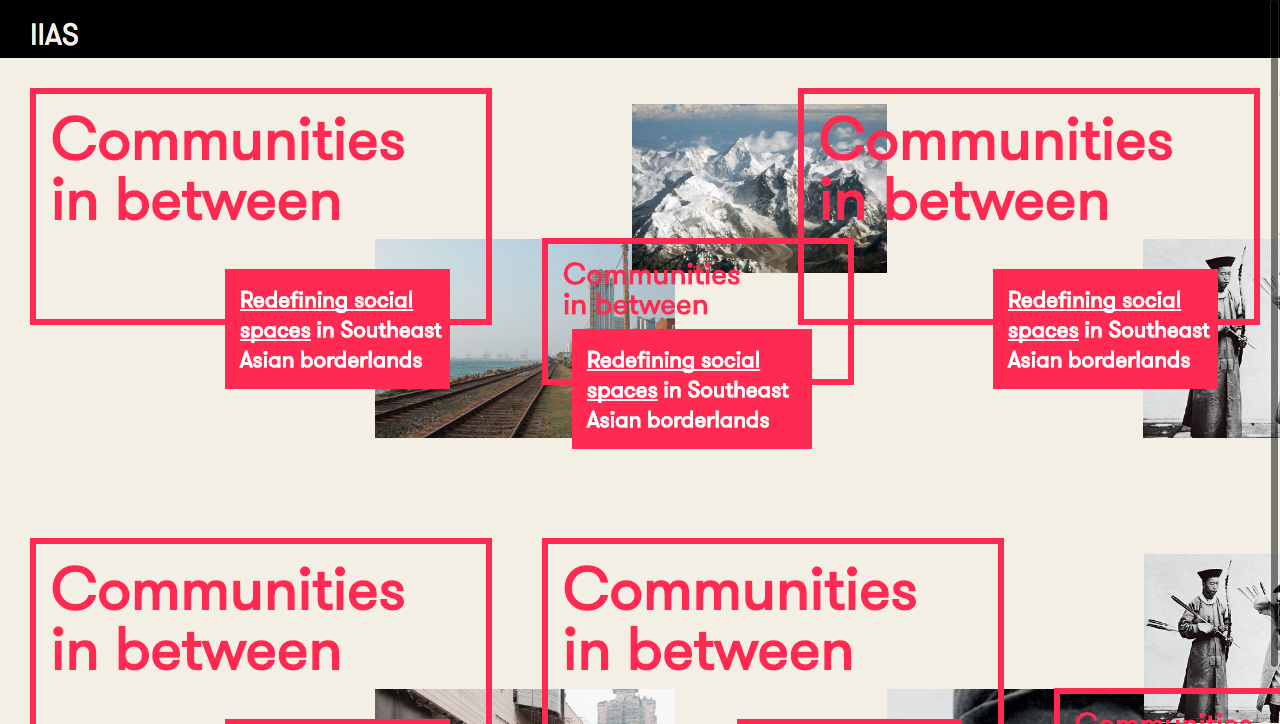 IIAS
Communities
in between
Redefining social
spaces in Southeast
Asian borderlands
Communities
in between
Redefining social
spaces in Southeast
Asian borderlands
Communities
in between
Redefining social
spaces in Southeast
Asian borderlands
Communities
in between
Communities
in between
Communities